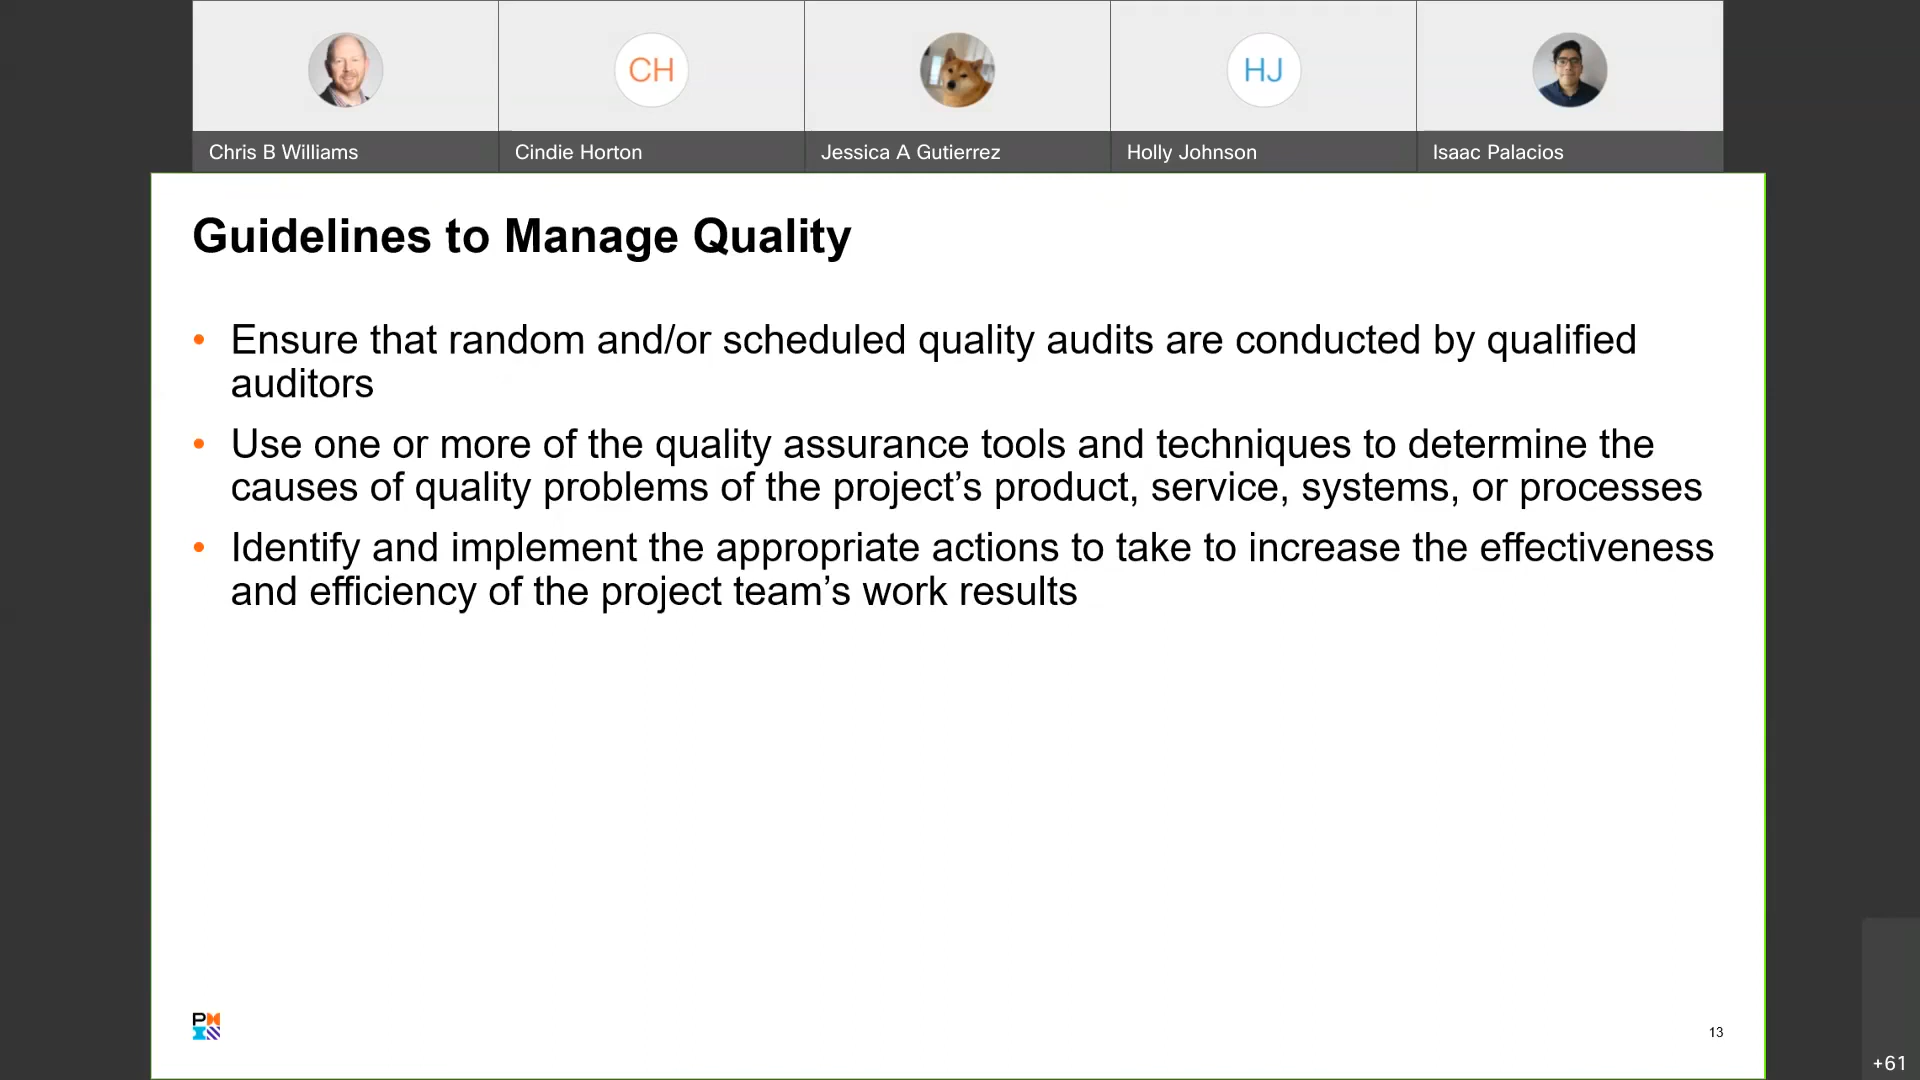 CH
HJ
Chris B Williams
Cindie Horton
Jessica A Gutierrez
Holly Johnson
Isaac Palacios
Guidelines to Manage Quality
• Ensure that random and/or scheduled quality audits are conducted by qualified
auditors
• Use one or more of the quality assurance tools and techniques to determine the
causes of quality problems of the project’s product, service, systems, or processes
• Identify and implement the appropriate actions to take to increase the effectiveness
and efficiency of the project team’s work results
13
+61